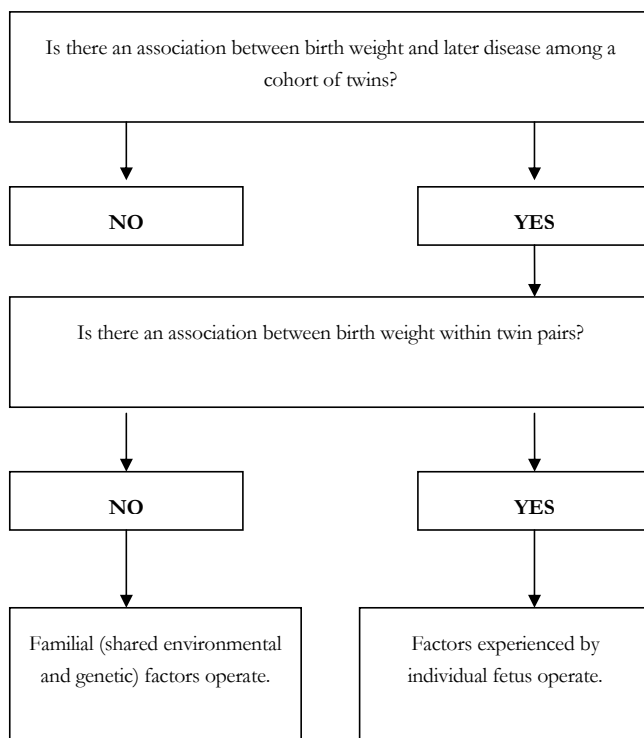 Is there an association between birth weight and later disease among a
cohort of twins?
NO
YES
Is there an association between birth weight within twin pairs?
NO
YES
Familial (shared environmental
and genetic) factors operate.
Factors experienced by
individual fetus operate.